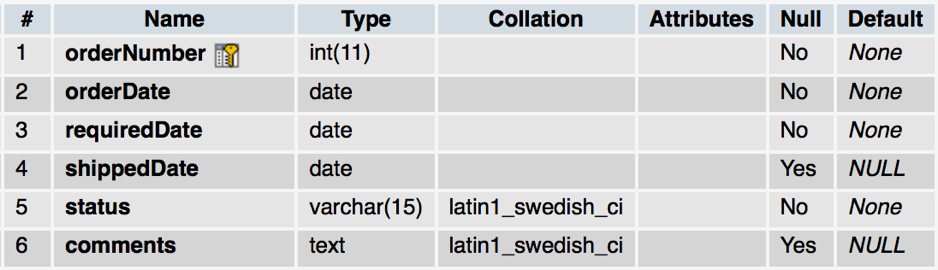 # Name Type Collation Attributes Null Default
1 orderNumber int(11) No None
2 orderDate date No None
3 requiredDate date No None
4 shippedDate date Yes NULL
5 status varchar(15) latin1_swedish_ci No None
6 comments text latin1_swedish_ci Yes NULL